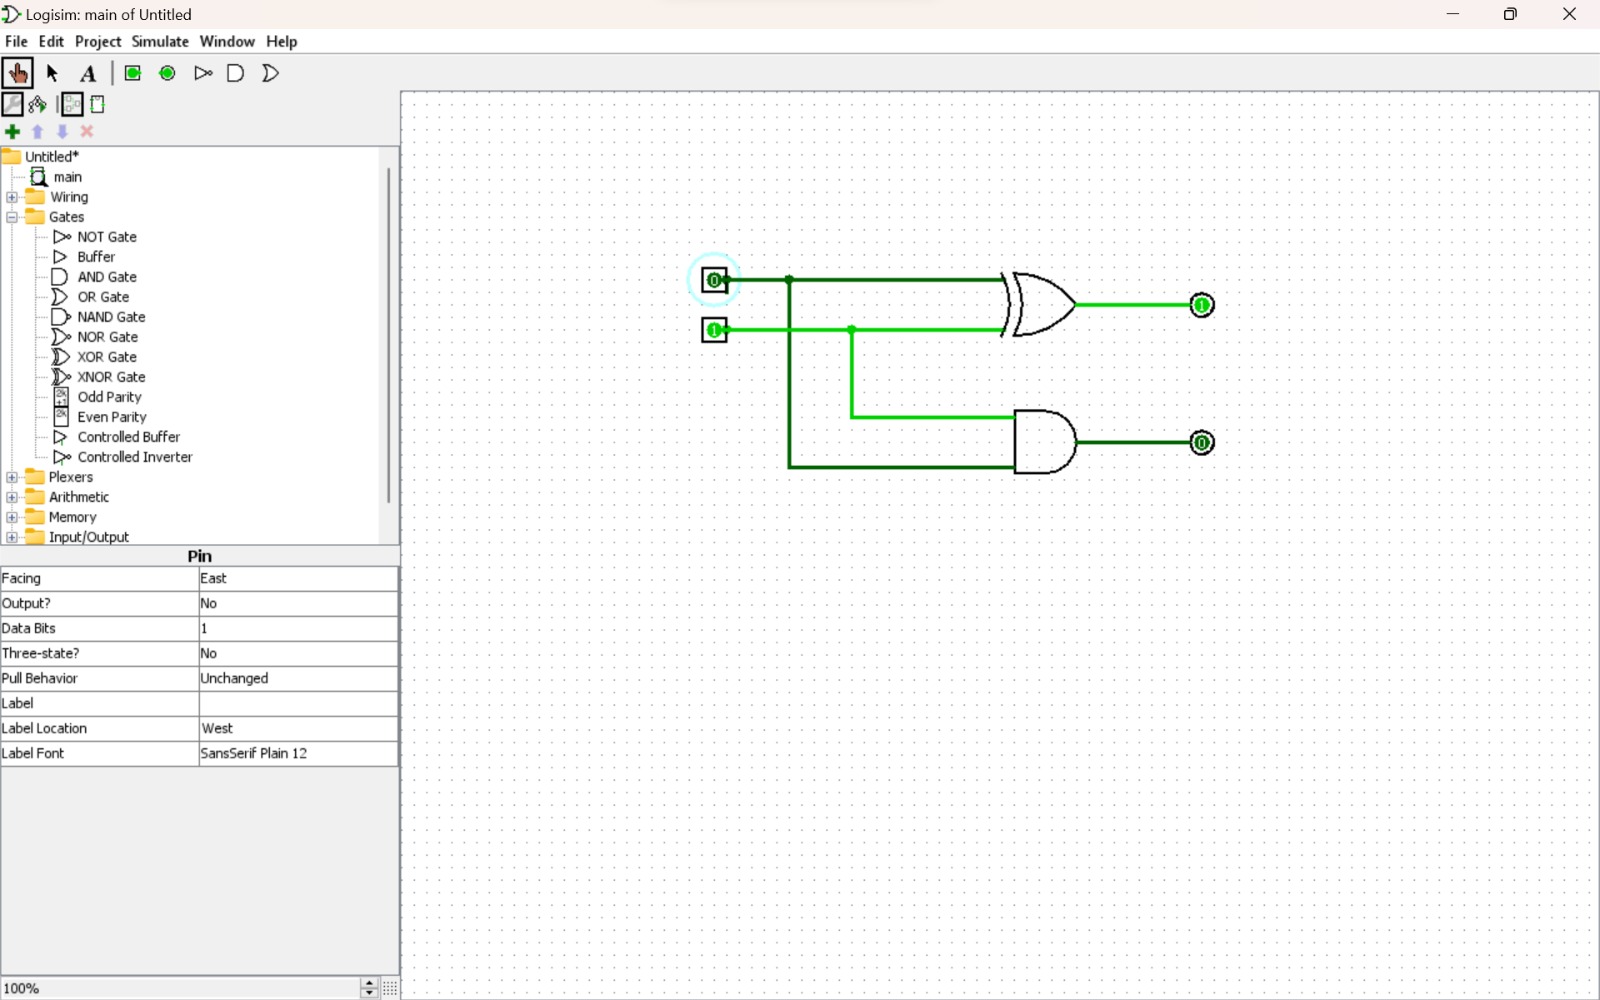 Logisim: main of Untitled
File Edit Project Simulate Window Help
A
Untitled*
main
Wiring
Gates
NOT Gate
Buffer
AND Gate
OR Gate
NAND Gate
NOR Gate
XOR Gate
XNOR Gate
Odd Parity
Even Parity
Controlled Buffer
Controlled Inverter
Plexers
Arithmetic
Memory
Input/Output
Pin
Facing East
Output? No
Data Bits 1
Three-state? No
Pull Behavior Unchanged
Label
Label Location West
Label Font SansSerif Plain 12
100%
0
1
1
0